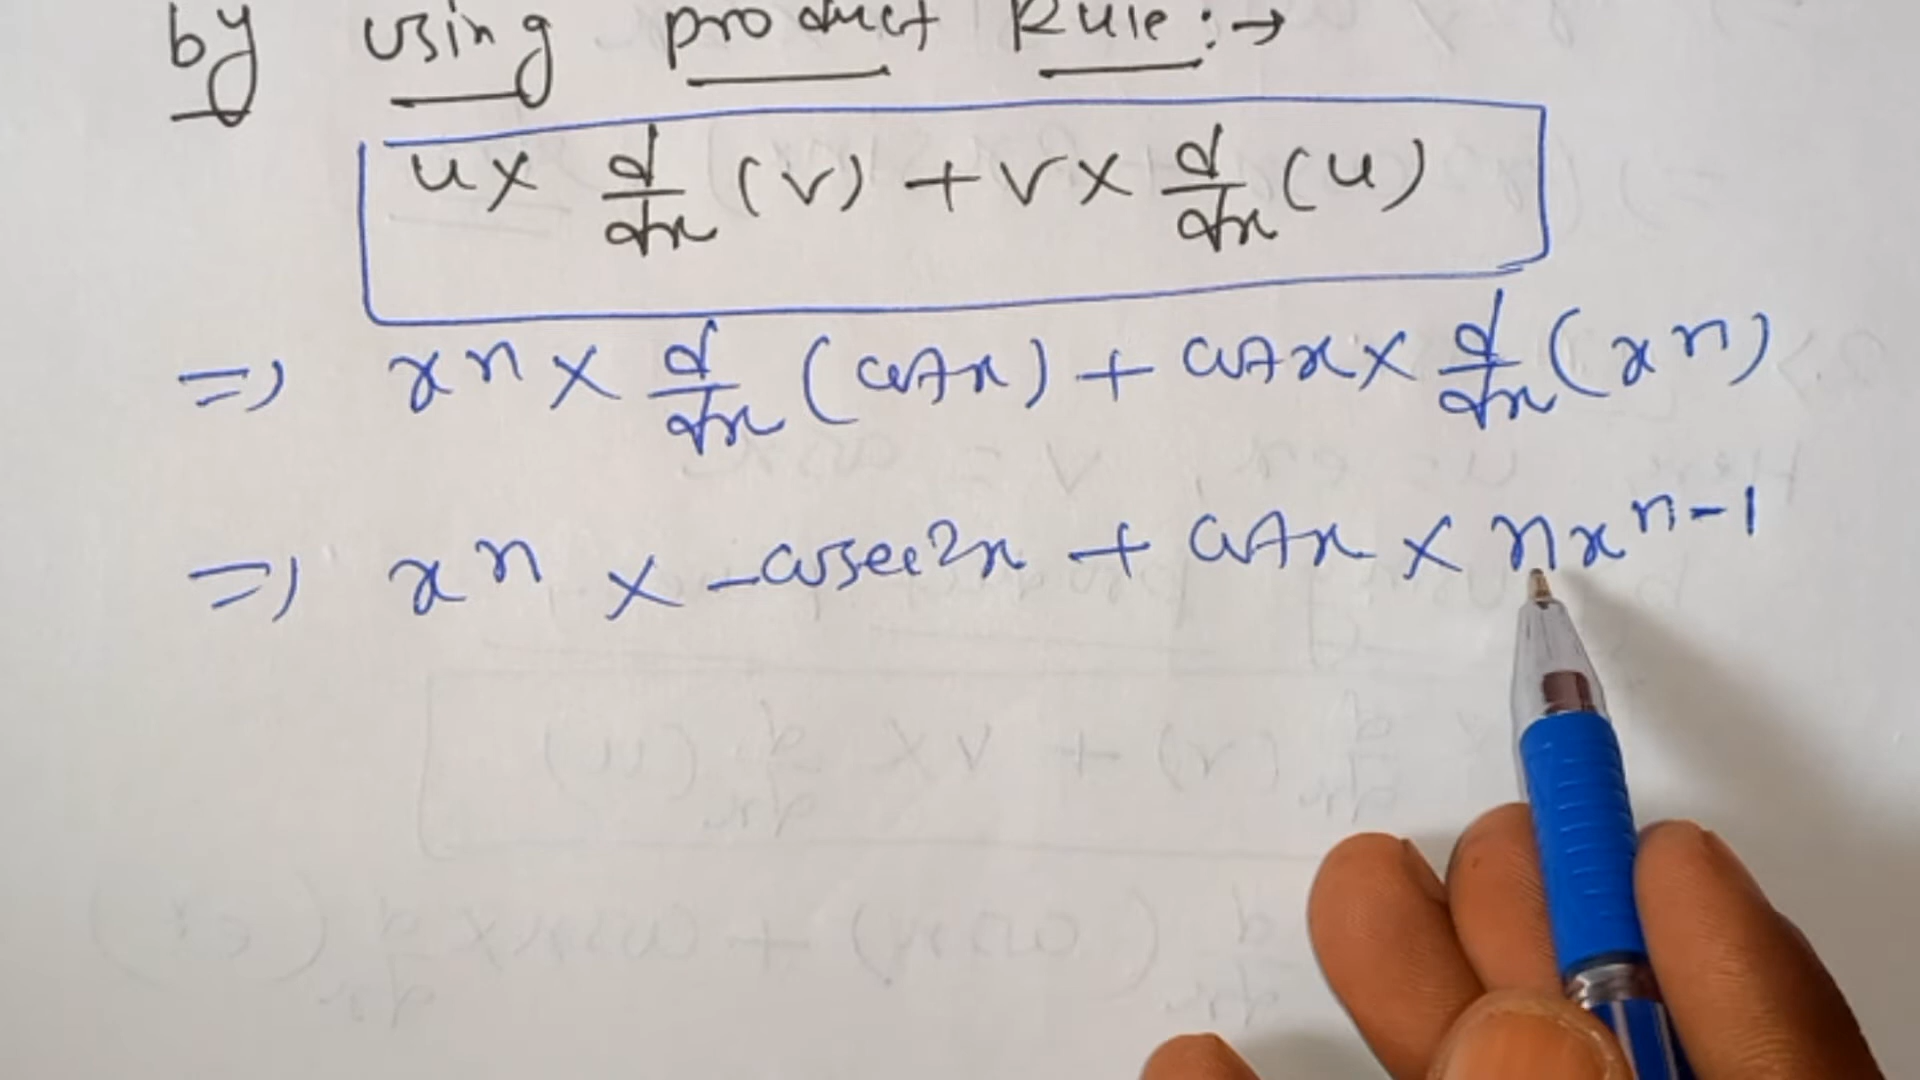 by using product Rule :→
u× d/dx (v) + v× d/dx (u)
=> xⁿ × d/dx (cotx) + cotx × d/dx (xⁿ)
=> xⁿ × -cosec²x + cotx × nxⁿ⁻¹